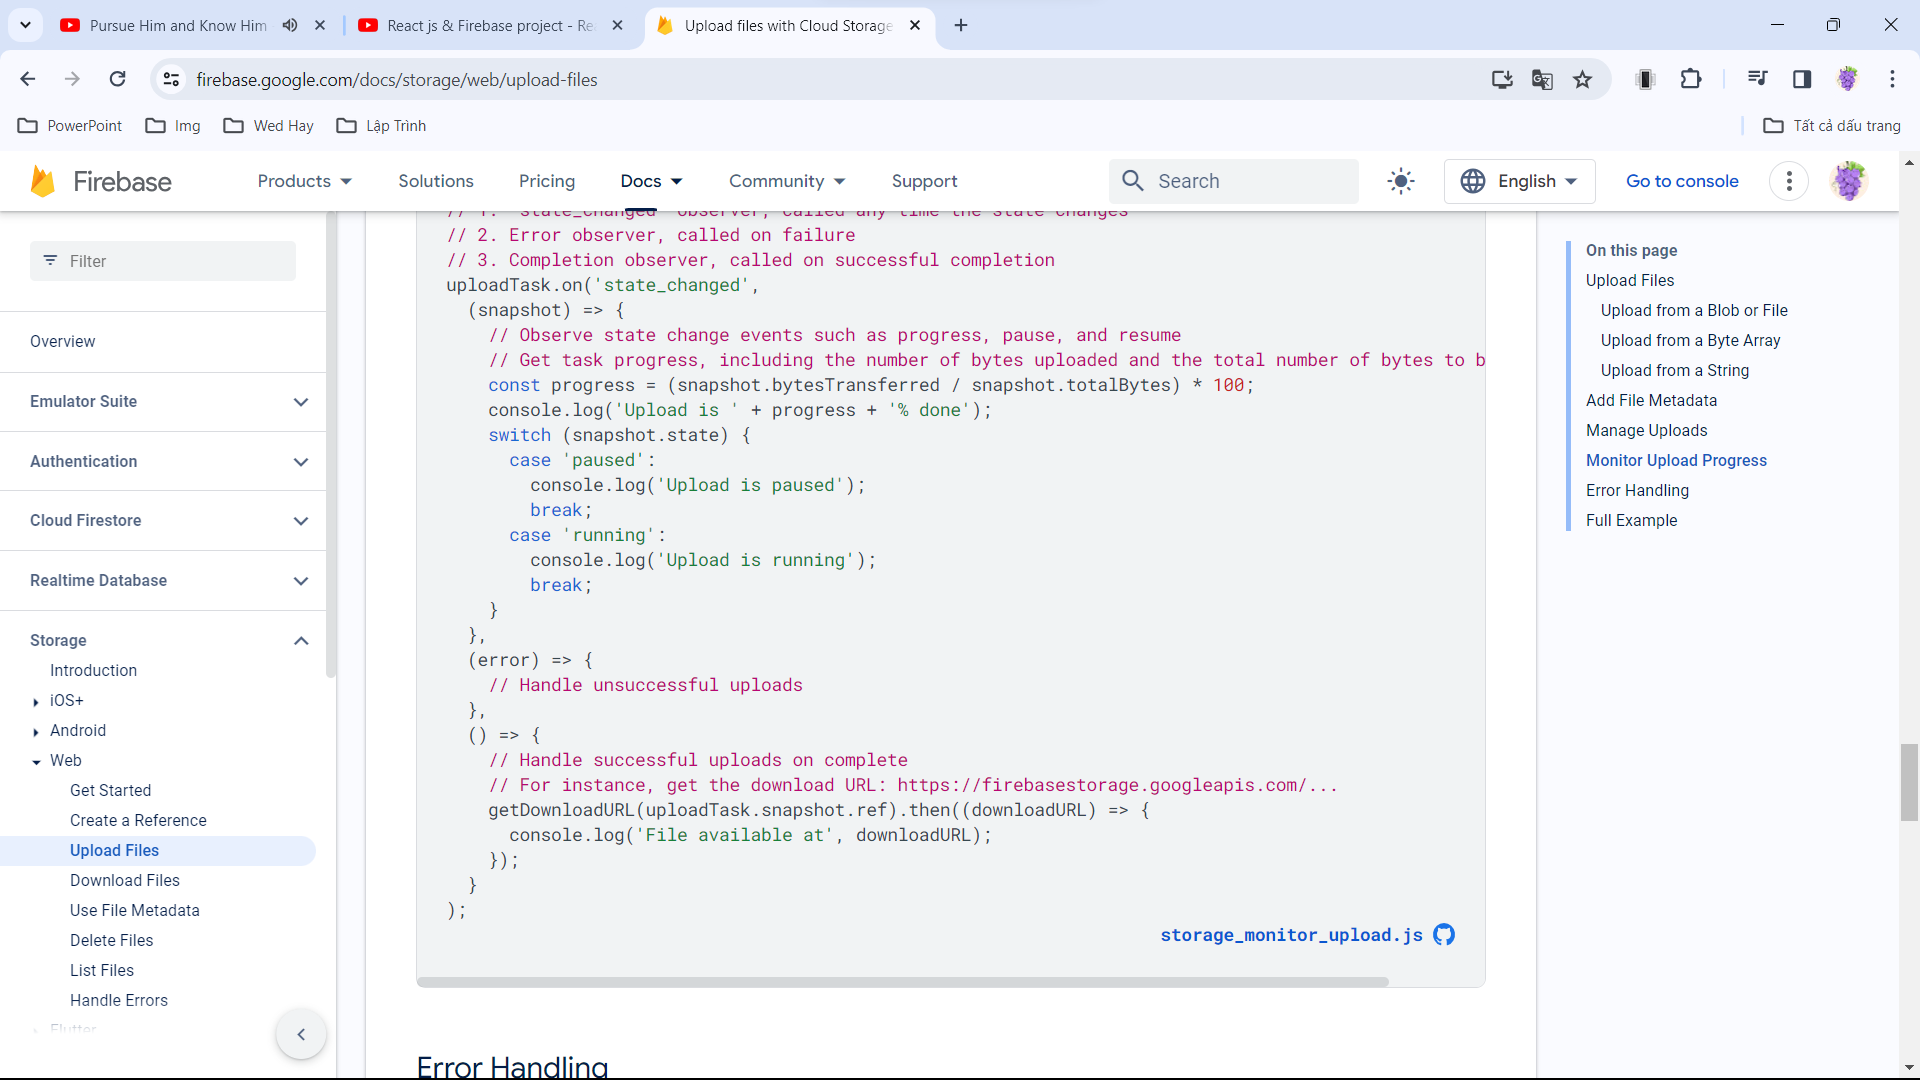 Pursue Him and Know Him
React js & Firebase project - Re
Upload files with Cloud Storage
firebase.google.com/docs/storage/web/upload-files
PowerPoint
Img
Wed Hay
Lập Trình
Tất cả dấu trang
Firebase
Products
Solutions
Pricing
Docs
Community
Support
Search
English
Go to console
Filter
Overview
Emulator Suite
Authentication
Cloud Firestore
Realtime Database
Storage
Introduction
iOS+
Android
Web
Get Started
Create a Reference
Upload Files
Download Files
Use File Metadata
Delete Files
List Files
Handle Errors
Flutter
// 1. 'state_changed' observer, called any time the state changes
// 2. Error observer, called on failure
// 3. Completion observer, called on successful completion
uploadTask.on('state_changed',
(snapshot) => {
// Observe state change events such as progress, pause, and resume
// Get task progress, including the number of bytes uploaded and the total number of bytes to b
const progress = (snapshot.bytesTransferred / snapshot.totalBytes) * 100;
console.log('Upload is ' + progress + '% done');
switch (snapshot.state) {
case 'paused':
console.log('Upload is paused');
break;
case 'running':
console.log('Upload is running');
break;
}
},
(error) => {
// Handle unsuccessful uploads
},
() => {
// Handle successful uploads on complete
// For instance, get the download URL: https://firebasestorage.googleapis.com/...
getDownloadURL(uploadTask.snapshot.ref).then((downloadURL) => {
console.log('File available at', downloadURL);
});
}
);
storage_monitor_upload.js
Error Handling
On this page
Upload Files
Upload from a Blob or File
Upload from a Byte Array
Upload from a String
Add File Metadata
Manage Uploads
Monitor Upload Progress
Error Handling
Full Example